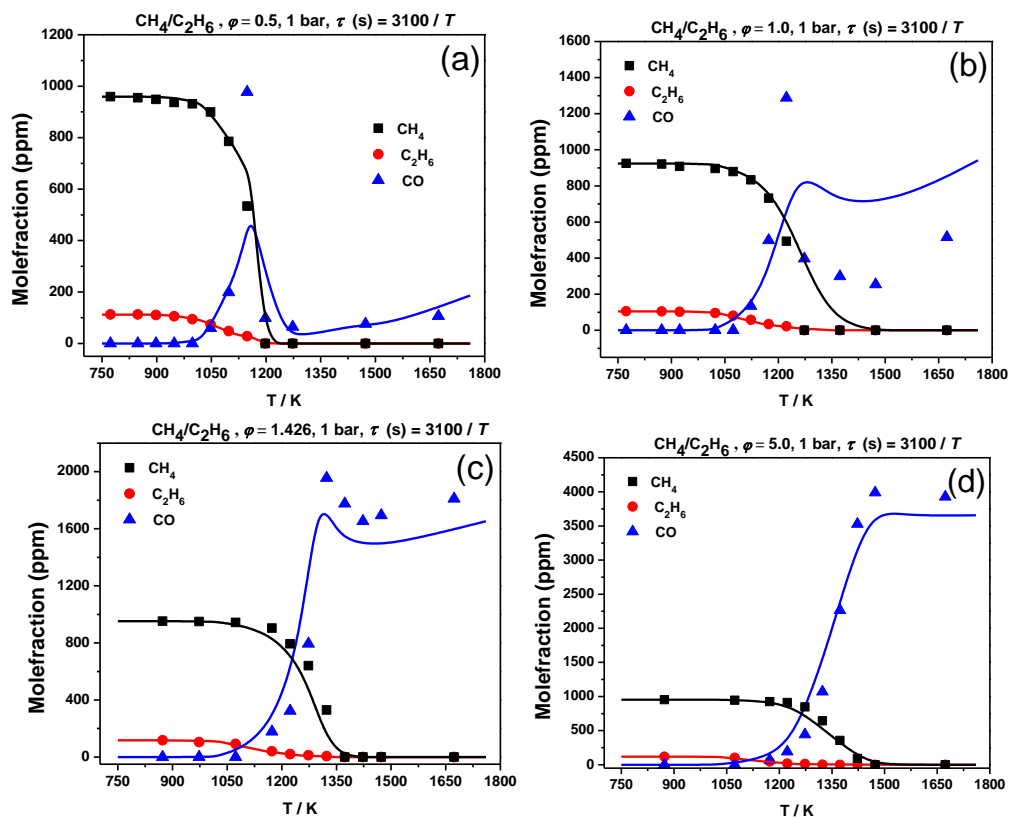 CH₄/C₂H₆ , φ = 0.5, 1 bar, τ (s) = 3100 / T
(a)
1200
1000
800
600
400
200
0
Molefraction (ppm)
CH₄
C₂H₆
CO
750 900 1050 1200 1350 1500 1650 1800
T / K
CH₄/C₂H₆ , φ = 1.0, 1 bar, τ (s) = 3100 / T
(b)
1600
1400
1200
1000
800
600
400
200
0
Molefraction (ppm)
CH₄
C₂H₆
CO
750 900 1050 1200 1350 1500 1650 1800
T / K
CH₄/C₂H₆ , φ = 1.426, 1 bar, τ (s) = 3100 / T
(c)
2000
1600
1200
800
400
0
Molefraction (ppm)
CH₄
C₂H₆
CO
750 900 1050 1200 1350 1500 1650 1800
T / K
CH₄/C₂H₆ , φ = 5.0, 1 bar, τ (s) = 3100 / T
(d)
4500
4000
3500
3000
2500
2000
1500
1000
500
0
Molefraction (ppm)
CH₄
C₂H₆
CO
750 900 1050 1200 1350 1500 1650 1800
T / K